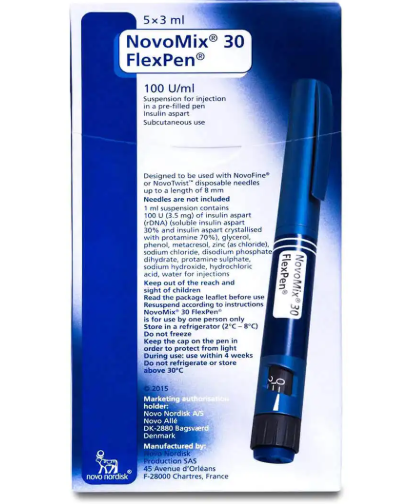 5 x 3 ml
NovoMix® 30
FlexPen®
100 U/ml
Suspension for injection
in a pre-filled pen
Insulin aspart
Subcutaneous use
Designed to be used with NovoFine®
or NovoTwist™ disposable needles
up to a length of 8 mm
Needles are not included
1 ml suspension contains
100 U (3.5 mg) of insulin aspart
(rDNA) (soluble insulin aspart
30% and insulin aspart crystallised
with protamine 70%), glycerol,
phenol, metacresol, zinc (as chloride),
sodium chloride, disodium phosphate
dihydrate, protamine sulphate,
sodium hydroxide, hydrochloric
acid, water for injections
Keep out of the reach and
sight of children
Read the package leaflet before use
Resuspend according to instructions
NovoMix® 30 FlexPen®
is for use by one person only
Store in a refrigerator (2°C – 8°C)
Do not freeze
Keep the cap on the pen in
order to protect from light
During use: use within 4 weeks
Do not refrigerate or store
above 30°C
© 2015
Marketing authorisation
holder:
Novo Nordisk A/S
Novo Allé
DK-2880 Bagsværd
Denmark
Manufactured by:
Novo Nordisk
Production SAS
45 Avenue d'Orléans
F-28000 Chartres, France
novo nordisk®
NovoMix® 30
FlexPen®